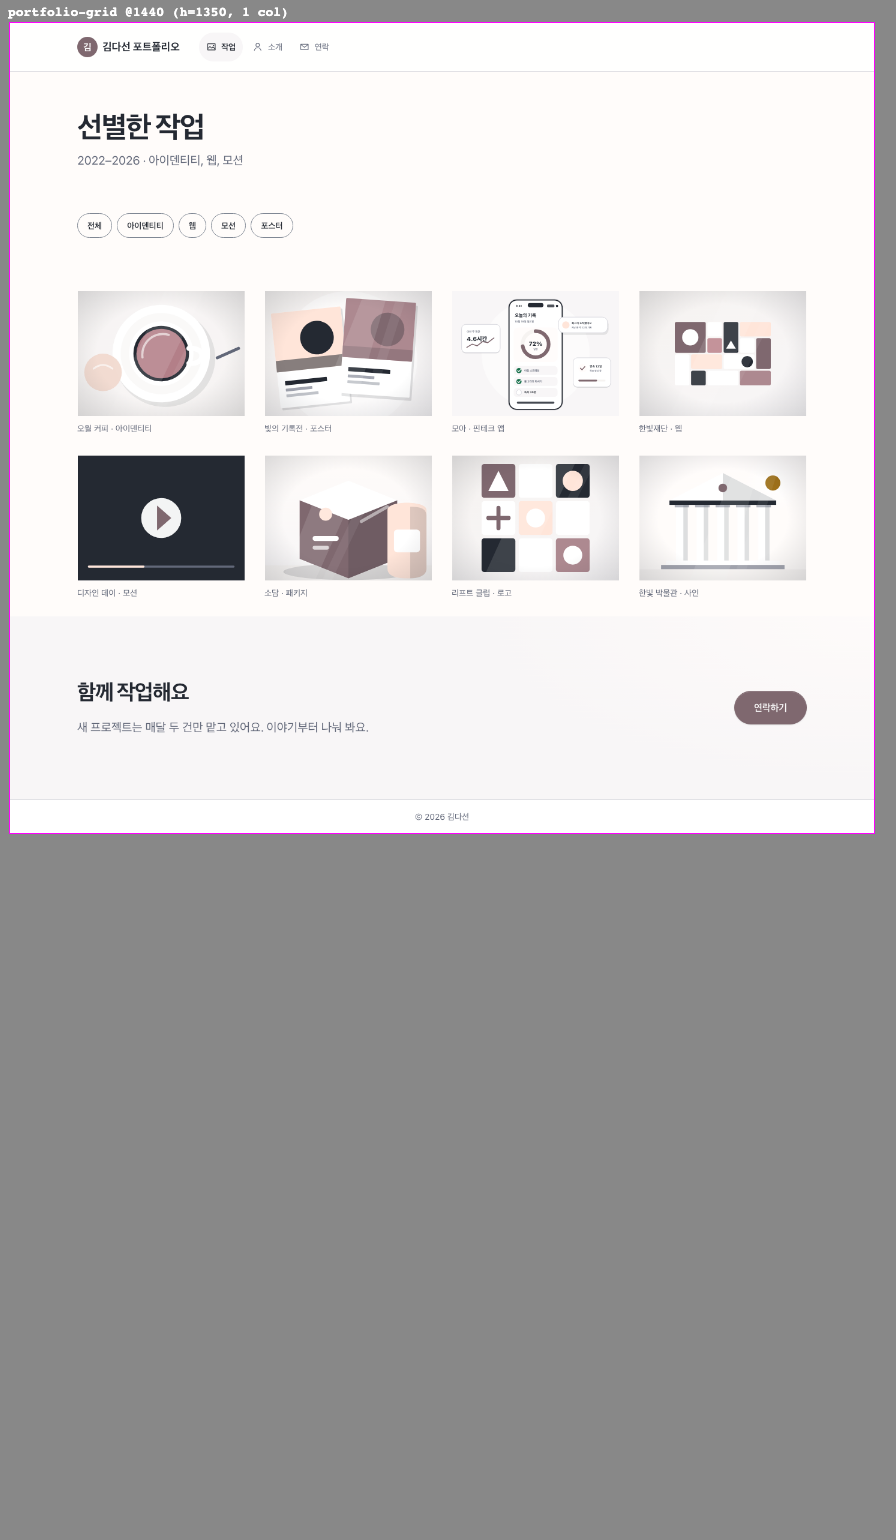 portfolio-grid @1440 (h=1350, 1 col)
김 김다선 포트폴리오 작업 소개 연락
선별한 작업
2022–2026 · 아이덴티티, 웹, 모션
전체 아이덴티티 웹 모션 포스터
오늘의 기록
4.6시간
72%
오월 커피 · 아이덴티티
빛의 기록전 · 포스터
모아 · 핀테크 앱
한빛재단 · 웹
디자인 데이 · 모션
소담 · 패키지
리프트 클럽 · 로고
한빛 박물관 · 사인
함께 작업해요
새 프로젝트는 매달 두 건만 맡고 있어요. 이야기부터 나눠 봐요.
연락하기
© 2026 김다선